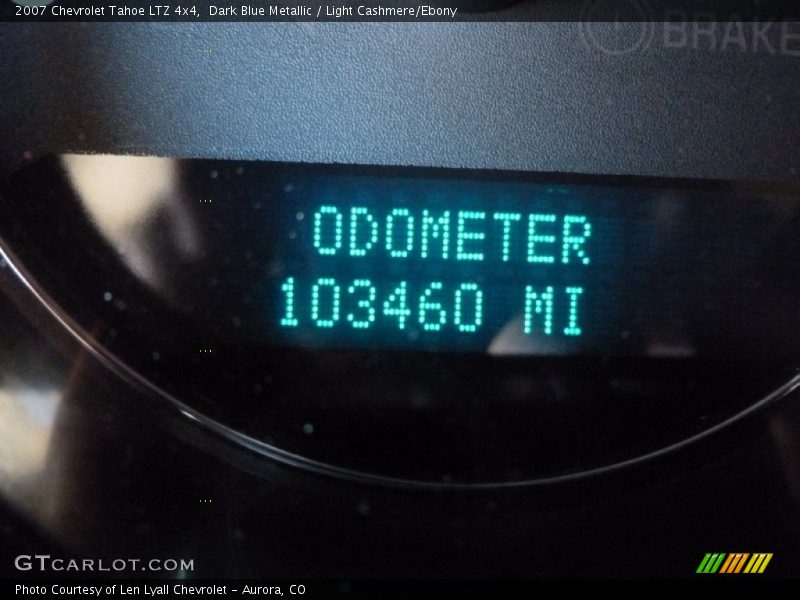 2007 Chevrolet Tahoe LTZ 4x4, Dark Blue Metallic / Light Cashmere/Ebony
BRAKE
ODOMETER
103460 MI
GTCARLOT.COM
Photo Courtesy of Len Lyall Chevrolet - Aurora, CO